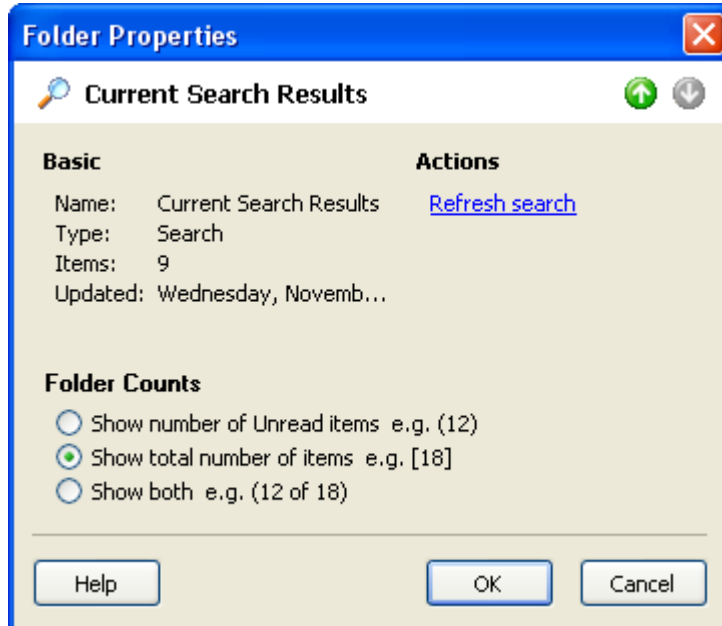 Folder Properties
Current Search Results
Basic
Actions
Name: Current Search Results
Refresh search
Type: Search
Items: 9
Updated: Wednesday, Novemb...
Folder Counts
Show number of Unread items e.g. (12)
Show total number of items e.g. [18]
Show both e.g. (12 of 18)
Help
OK
Cancel